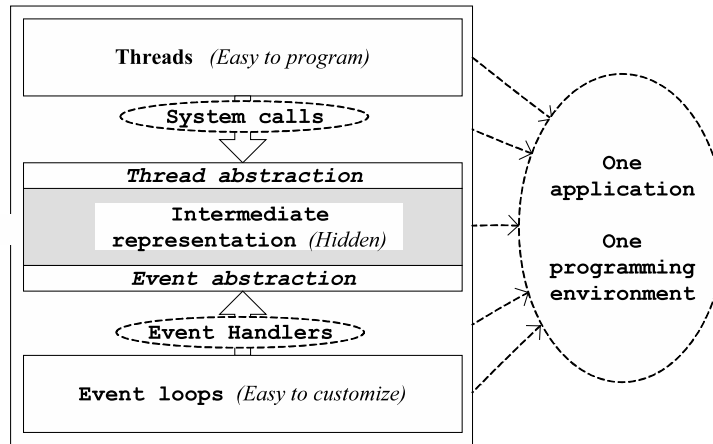 Threads (Easy to program)
System calls
Thread abstraction
Intermediate
representation (Hidden)
Event abstraction
Event Handlers
Event loops (Easy to customize)
One
application
One
programming
environment